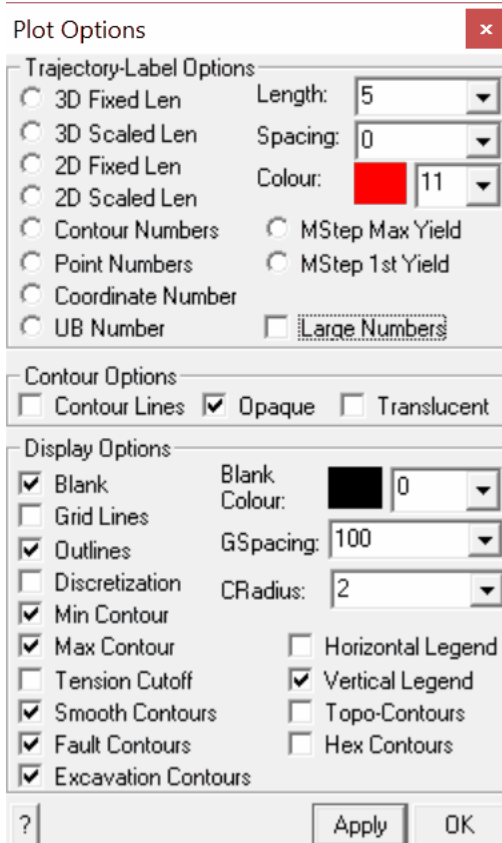 Plot Options
Trajectory-Label Options
3D Fixed Len Length: 5
3D Scaled Len Spacing: 0
2D Fixed Len Colour: 11
2D Scaled Len
Contour Numbers MStep Max Yield
Point Numbers MStep 1st Yield
Coordinate Number
UB Number Large Numbers
Contour Options
Contour Lines Opaque Translucent
Display Options
Blank Blank Colour: 0
Grid Lines
Outlines GSpacing: 100
Discretization CRadius: 2
Min Contour
Max Contour Horizontal Legend
Tension Cutoff Vertical Legend
Smooth Contours Topo-Contours
Fault Contours Hex Contours
Excavation Contours
? Apply OK